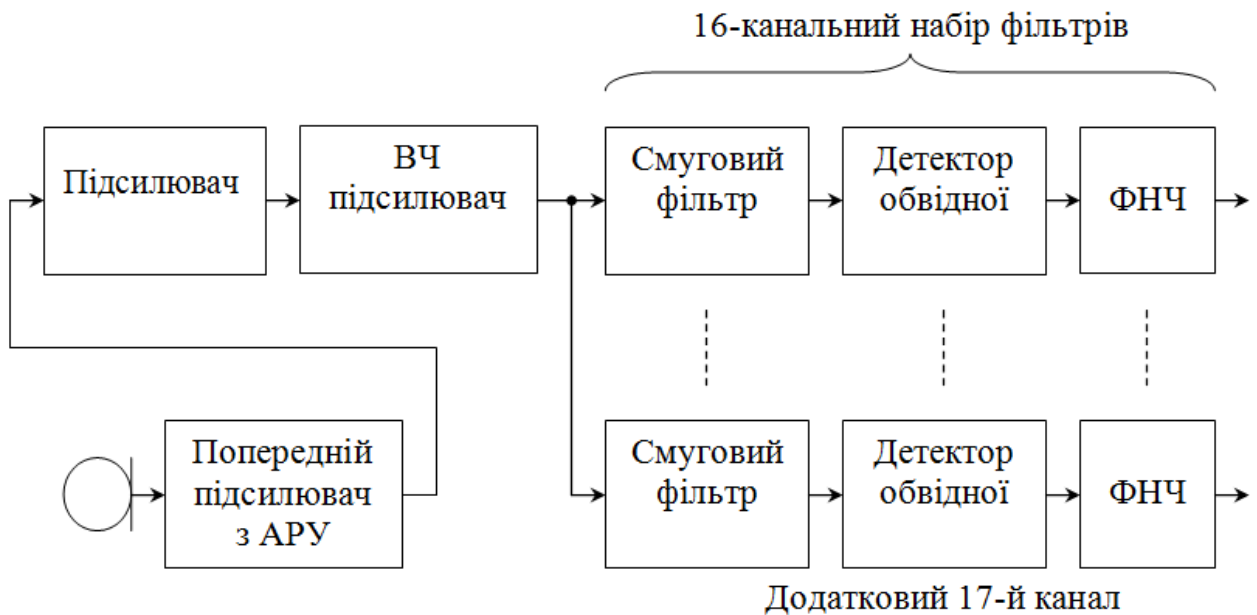 16-канальний набір фільтрів
Підсилювач
ВЧ
підсилювач
Смуговий
фільтр
Детектор
обвідної
ФНЧ
Попередній
підсилювач
з АРУ
Смуговий
фільтр
Детектор
обвідної
ФНЧ
Додатковий 17-й канал